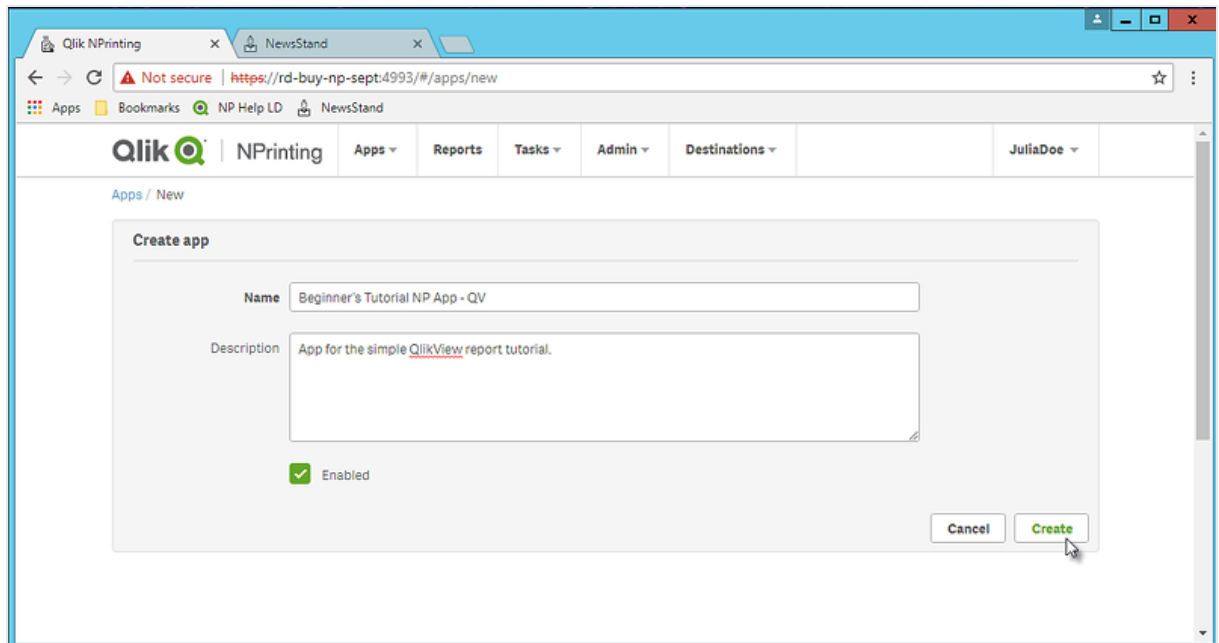 Qlik NPrinting
NewsStand
Not secure | https://rd-buy-np-sept:4993/#/apps/new
Apps Bookmarks NP Help LD NewsStand
Qlik NPrinting Apps Reports Tasks Admin Destinations JuliaDoe
Apps / New
Create app
Name Beginner's Tutorial NP App - QV
Description App for the simple QlikView report tutorial.
Enabled
Cancel Create